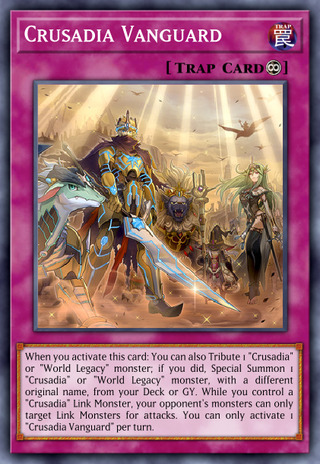 Crusadia Vanguard
TRAP
罠
[ Trap Card ]
When you activate this card: You can also Tribute 1 "Crusadia"
or "World Legacy" monster; if you did, Special Summon 1
"Crusadia" or "World Legacy" monster, with a different
original name, from your Deck or GY. While you control a
"Crusadia" Link Monster, your opponent's monsters can only
target Link Monsters for attacks. You can only activate 1
"Crusadia Vanguard" per turn.